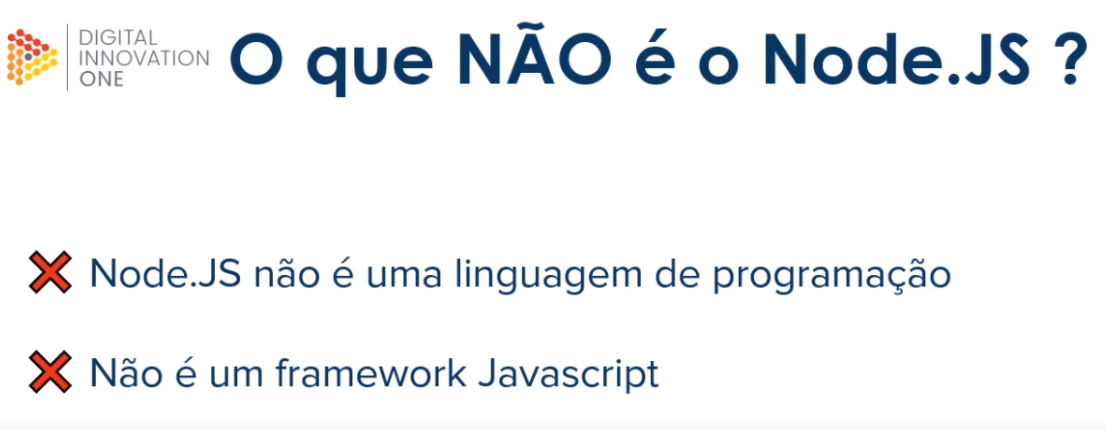 DIGITAL
INNOVATION
ONE
O que NÃO é o Node.JS ?
Node.JS não é uma linguagem de programação
Não é um framework Javascript